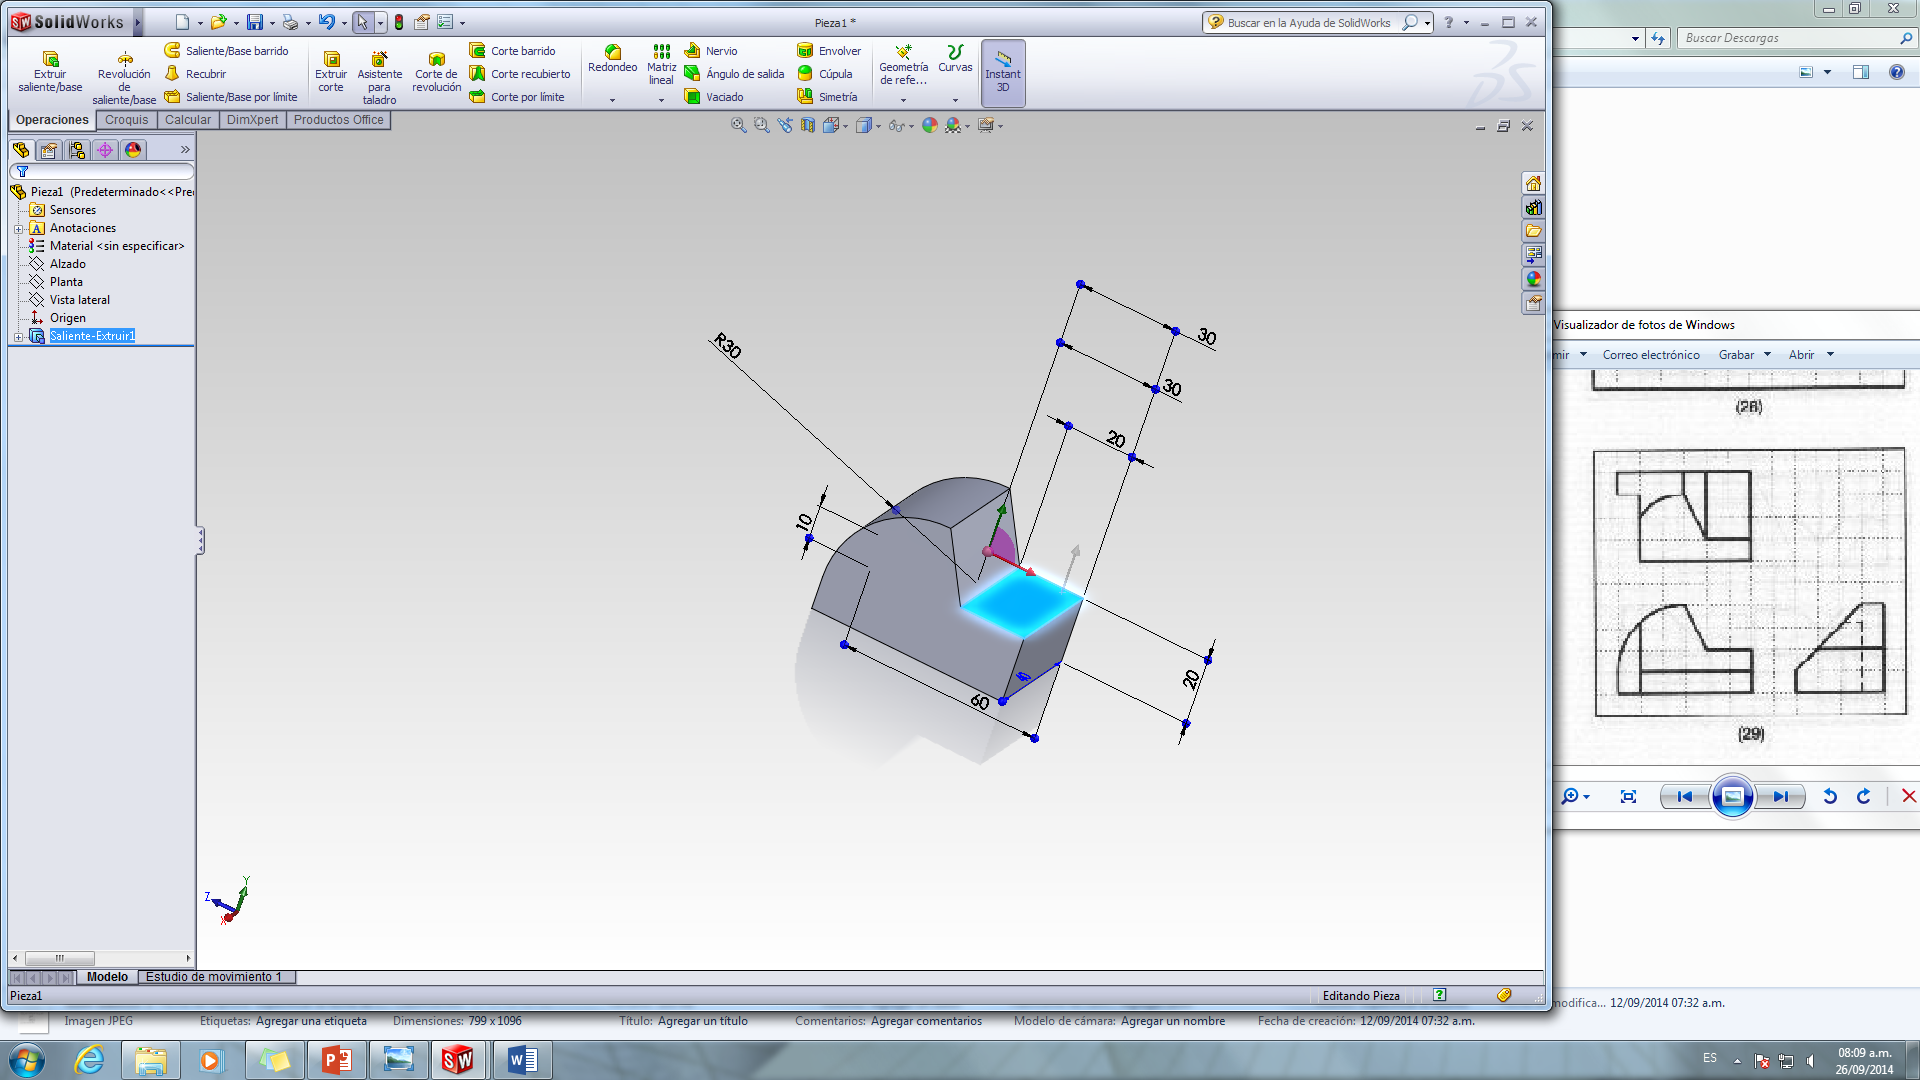 SolidWorks
Pieza1 *
Buscar en la Ayuda de SolidWorks
Buscar Descargas
Extruir saliente/base
Revolución de saliente/base
Saliente/Base barrido
Recubrir
Saliente/Base por límite
Extruir corte
Asistente para taladro
Corte de revolución
Corte barrido
Corte recubierto
Corte por límite
Redondeo
Matriz lineal
Nervio
Ángulo de salida
Vaciado
Envolver
Cúpula
Simetría
Geometría de refe...
Curvas
Instant 3D
Operaciones
Croquis
Calcular
DimXpert
Productos Office
Pieza1 (Predeterminado<<Pre
Sensores
Anotaciones
Material <sin especificar>
Alzado
Planta
Vista lateral
Origen
Saliente-Extruir1
R30
30
30
20
10
60
20
Y
Z
X
Visualizador de fotos de Windows
mir
Correo electrónico
Grabar
Abrir
(28)
(29)
Modelo
Estudio de movimiento 1
Pieza1
Editando Pieza
modifica... 12/09/2014 07:32 a.m.
Imagen JPEG
Etiquetas: Agregar una etiqueta
Dimensiones: 799 x 1096
Título: Agregar un título
Comentarios: Agregar comentarios
Modelo de cámara: Agregar un nombre
Fecha de creación: 12/09/2014 07:32 a.m.
ES
08:09 a.m.
26/09/2014